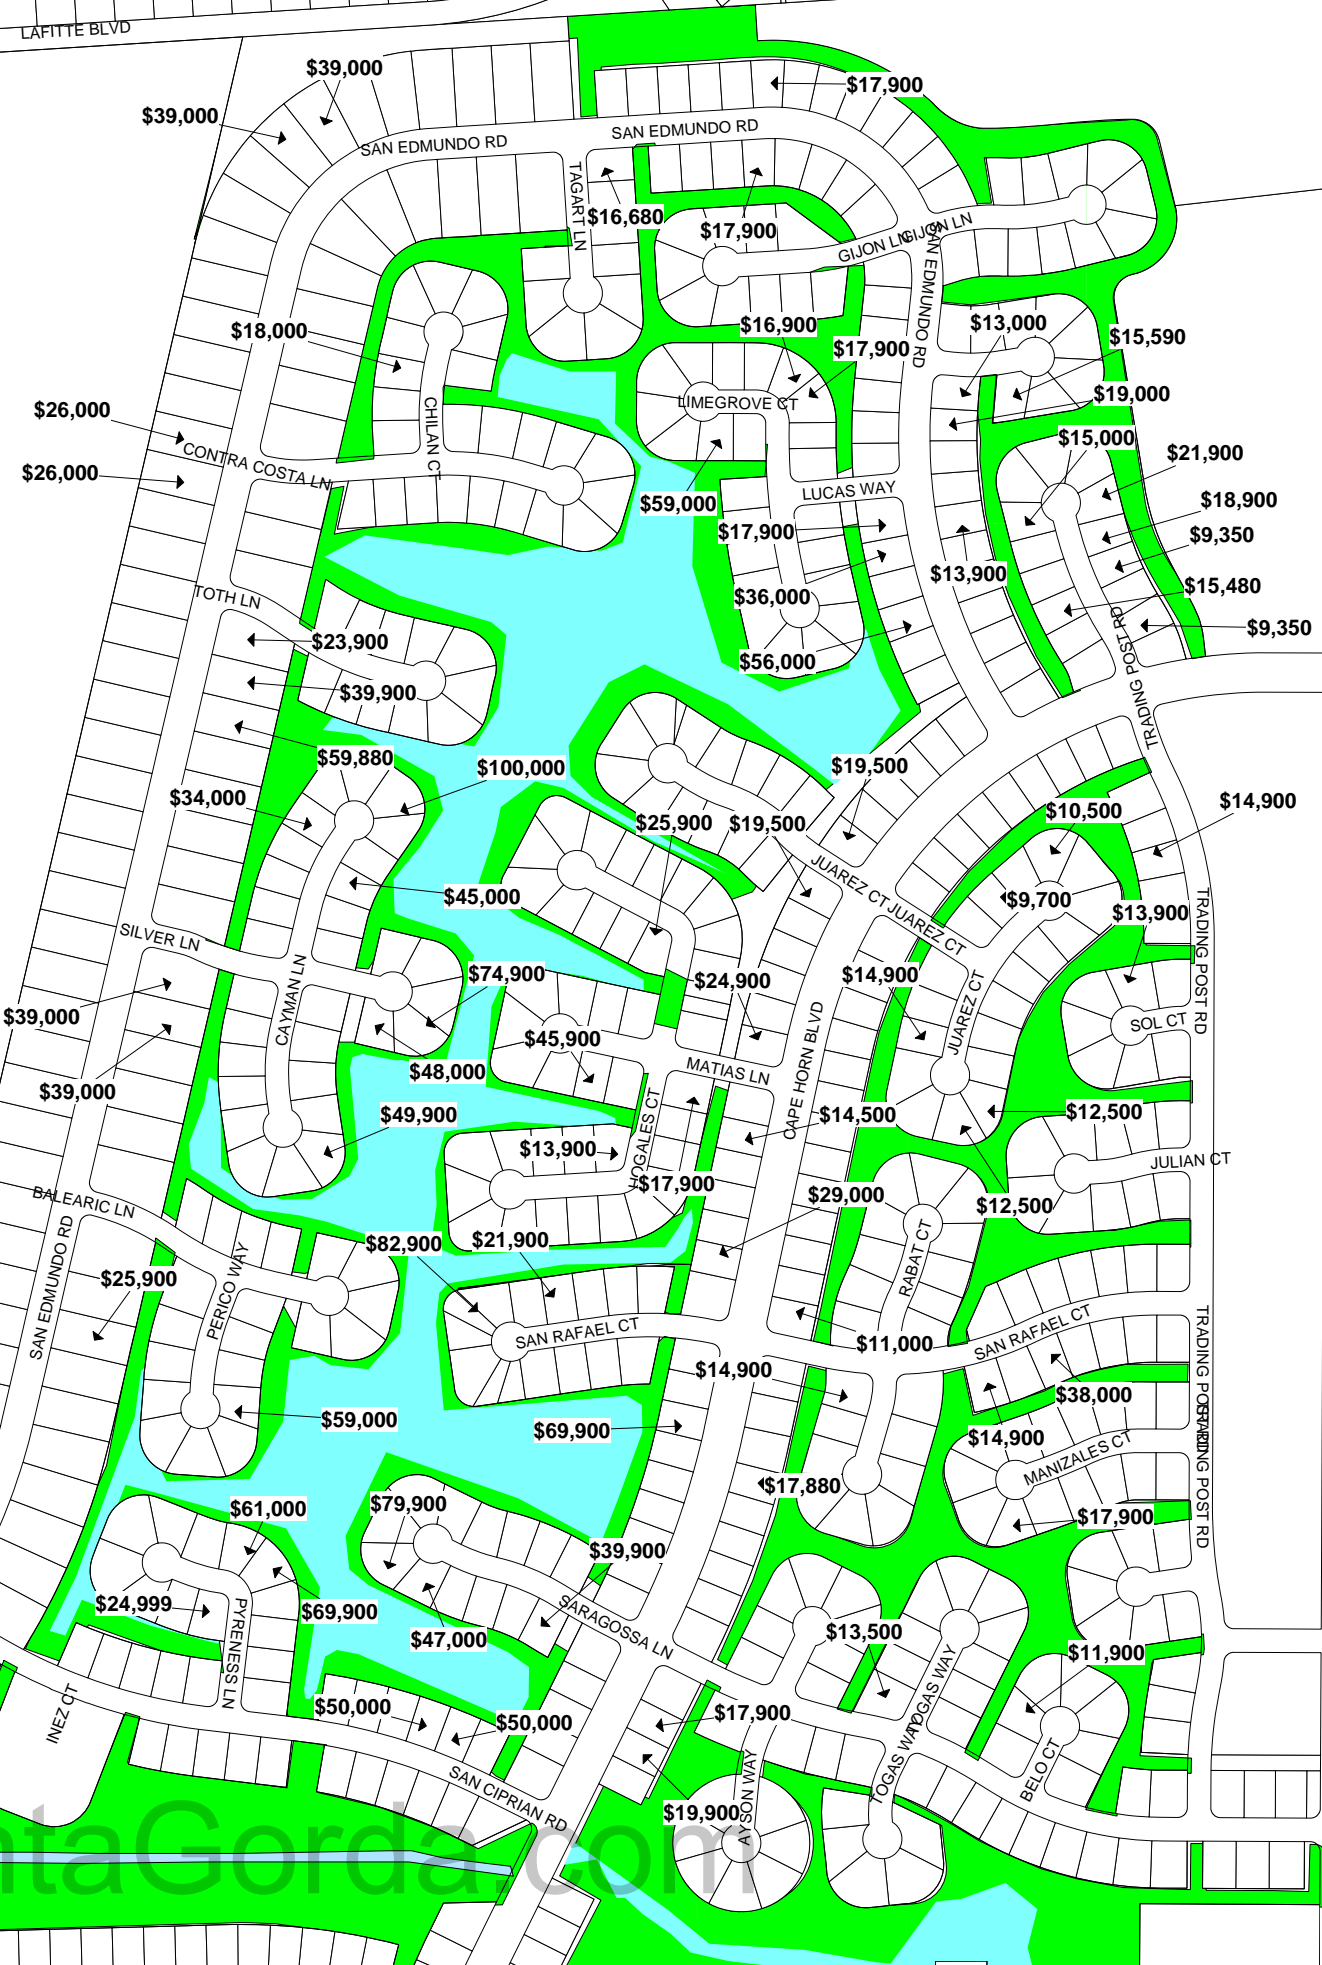 LAFITTE BLVD
$39,000
$39,000
$17,900
SAN EDMUNDO RD
SAN EDMUNDO RD
TAGART LN
$16,680
$17,900
GIJON LN
GIJON LN
SAN EDMUNDO RD
$18,000
$16,900
$13,000
$15,590
$17,900
$19,000
LIMEGROVE CT
$26,000
CHILAN CT
$15,000
$21,900
CONTRA COSTA LN
$26,000
$59,000
LUCAS WAY
$18,900
$17,900
$9,350
$13,900
$15,480
TOTH LN
$36,000
$9,350
$23,900
$56,000
TRADING POST RD
TRADING POST RD
$39,900
$59,880
$100,000
$19,500
$34,000
$25,900
$19,500
$10,500
$14,900
JUAREZ CT
$45,000
JUAREZ CT
$9,700
$13,900
TRADING POST RD
SILVER LN
$74,900
$24,900
$14,900
CAYMAN LN
$39,000
$45,900
CAPE HORN BLVD
JUAREZ CT
SOL CT
$39,000
$48,000
MATIAS LN
$49,900
$14,500
$12,500
NOGALES CT
$13,900
JULIAN CT
$17,900
$29,000
$12,500
BALEARIC LN
$82,900
$21,900
RABAT CT
SAN EDMUNDO RD
$25,900
PERICO WAY
SAN RAFAEL CT
$11,000
SAN RAFAEL CT
TRADING POST RD
$14,900
$38,000
$59,000
$69,900
$14,900
MANIZALES CT
TRADING POST RD
$17,880
$61,000
$79,900
$17,900
$39,900
$24,999
PYRENESS LN
$69,900
$47,000
SARAGOSSA LN
$13,500
TOGAS WAY
$11,900
INEZ CT
$50,000
$50,000
$17,900
TOGAS WAY
BELO CT
SAN CIPRIAN RD
AYSON WAY
$19,900
ntaGorda.com